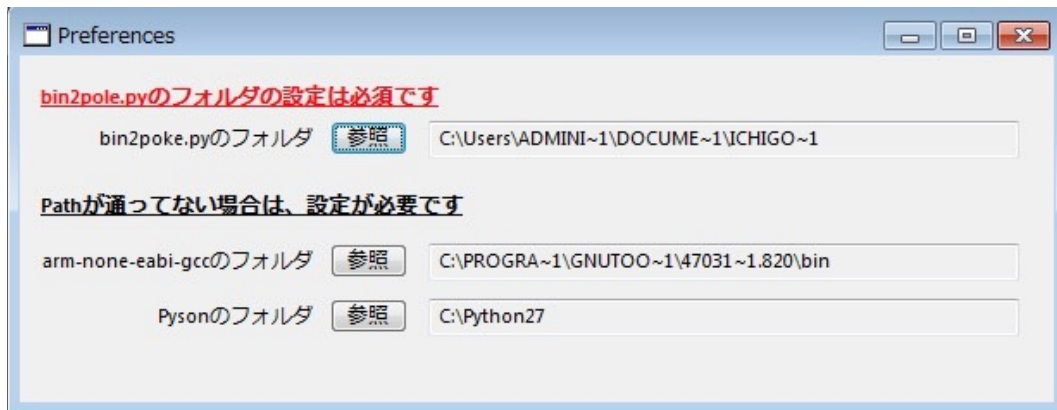 Preferences
bin2pole.pyのフォルダの設定は必須です
bin2poke.pyのフォルダ 参照 C:\Users\ADMINI~1\DOCUME~1\ICHIGO~1
Pathが通ってない場合は、設定が必要です
arm-none-eabi-gccのフォルダ 参照 C:\PROGRA~1\GNUTOO~1\47031~1.820\bin
Pysonのフォルダ 参照 C:\Python27